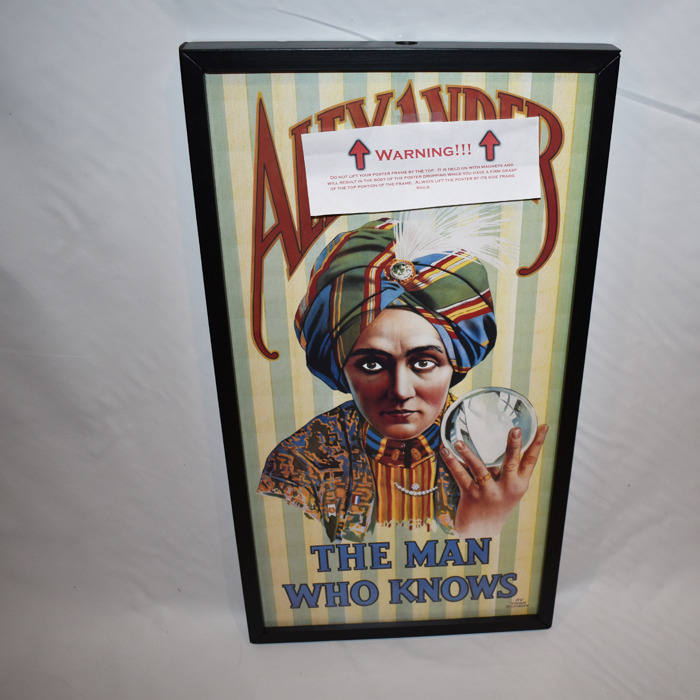 ALEXANDER
WARNING!!!
DO NOT LIFT YOUR POSTER FRAME BY THE TOP. IT IS HELD ON WITH MAGNETS AND
WILL RESULT IN THE BODY OF THE POSTER DROPPING WHILE YOU HAVE A FIRM GRASP
OF THE TOP PORTION OF THE FRAME. ALWAYS LIFT THE POSTER BY ITS SIDE FRAME
RAILS.
THE MAN
WHO KNOWS